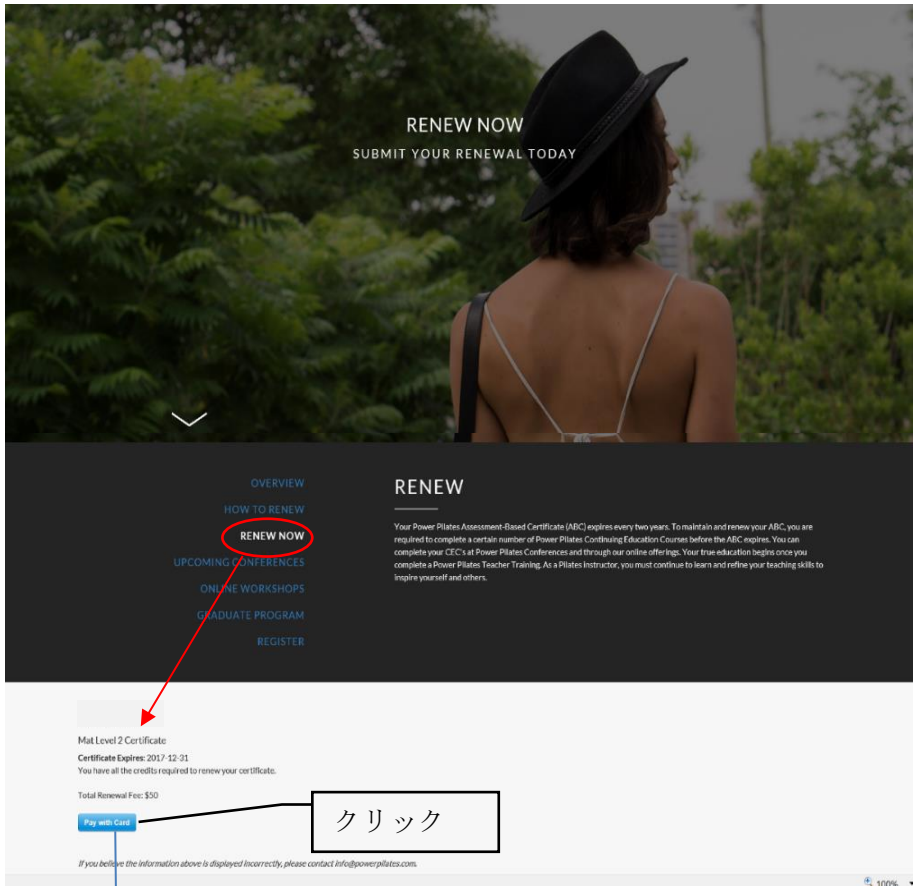 RENEW NOW
SUBMIT YOUR RENEWAL TODAY
OVERVIEW
HOW TO RENEW
RENEW NOW
UPCOMING CONFERENCES
ONLINE WORKSHOPS
GRADUATE PROGRAM
REGISTER
RENEW
Your Power Pilates Assessment-Based Certificate (ABC) expires every two years. To maintain and renew your ABC, you are
required to complete a certain number of Power Pilates Continuing Education Courses before the ABC expires. You can
complete your CEC's at Power Pilates Conferences and through our online offerings. Your true education begins once you
complete a Power Pilates Teacher Training. As a Pilates instructor, you must continue to learn and refine your teaching skills to
inspire yourself and others.
Mat Level 2 Certificate
Certificate Expires: 2017-12-31
You have all the credits required to renew your certificate.
Total Renewal Fee: $50
Pay with Card
クリック
If you believe the information above is displayed incorrectly, please contact info@powerpilates.com.
100%